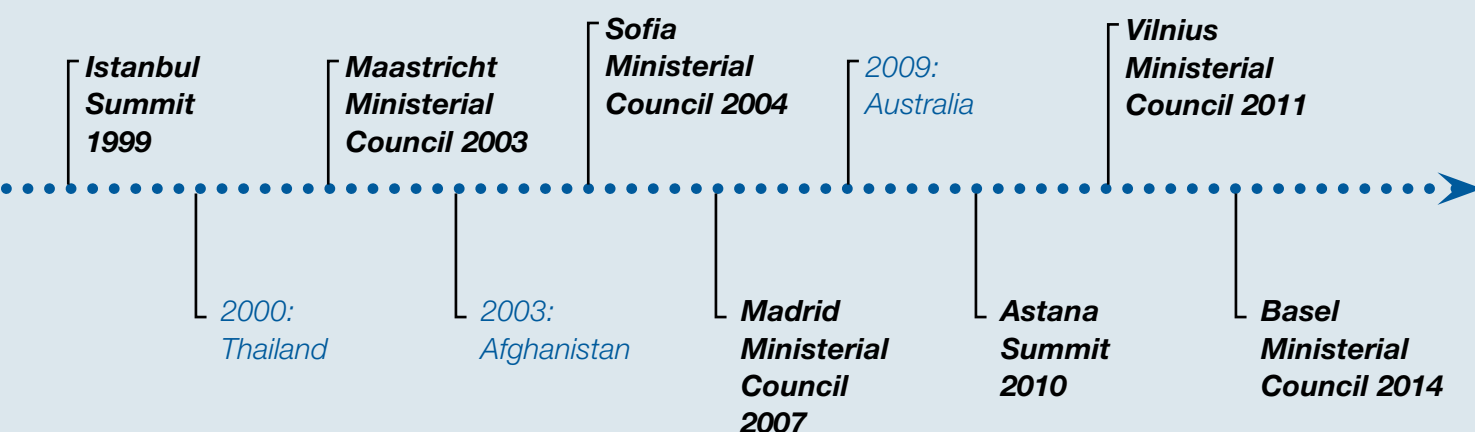 Istanbul
Summit
1999
2000:
Thailand
Maastricht
Ministerial
Council 2003
2003:
Afghanistan
Sofia
Ministerial
Council 2004
Madrid
Ministerial
Council
2007
2009:
Australia
Astana
Summit
2010
Vilnius
Ministerial
Council 2011
Basel
Ministerial
Council 2014